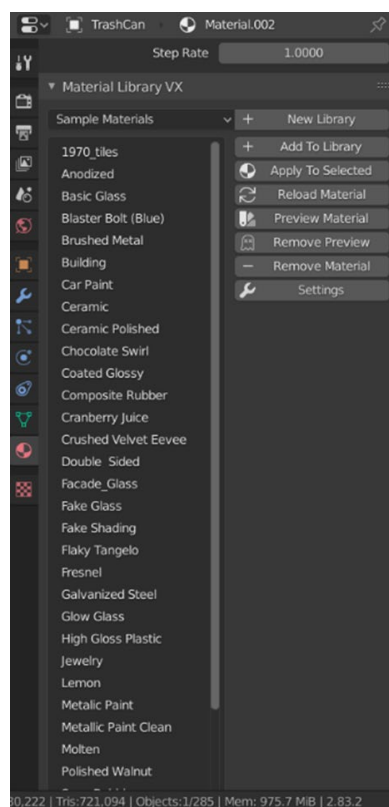 TrashCan Material.002
Step Rate 1.0000
Material Library VX
Sample Materials
New Library
1970_tiles
Anodized
Basic Glass
Blaster Bolt (Blue)
Brushed Metal
Building
Car Paint
Ceramic
Ceramic Polished
Chocolate Swirl
Coated Glossy
Composite Rubber
Cranberry Juice
Crushed Velvet Eevee
Double Sided
Facade_Glass
Fake Glass
Fake Shading
Flaky Tangelo
Fresnel
Galvanized Steel
Glow Glass
High Gloss Plastic
Jewelry
Lemon
Metalic Paint
Metallic Paint Clean
Molten
Polished Walnut
Add To Library
Apply To Selected
Reload Material
Preview Material
Remove Preview
Remove Material
Settings
30,222 | Tris:721,094 | Objects:1/285 | Mem: 975.7 MiB | 2.83.2